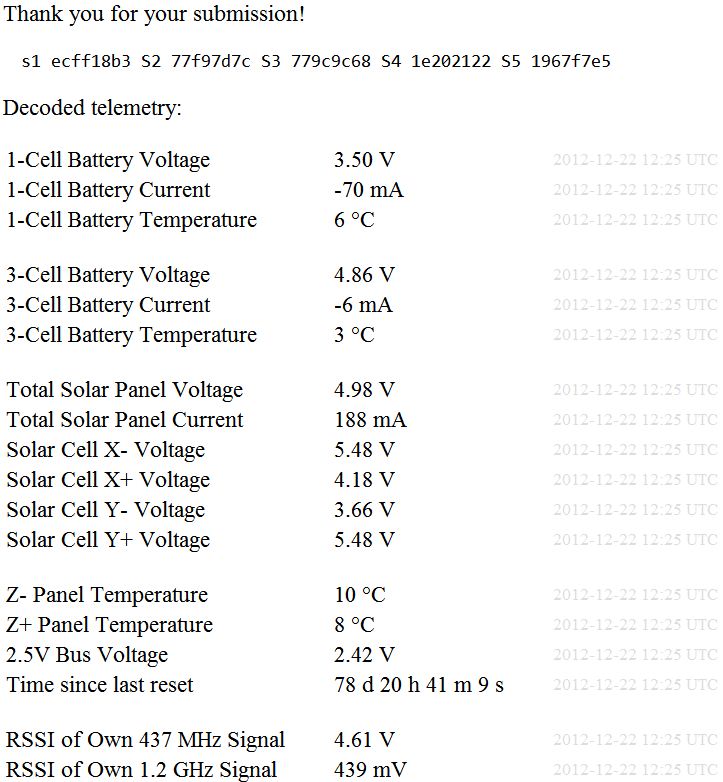 Thank you for your submission!
s1 ecff18b3 S2 77f97d7c S3 779c9c68 S4 1e202122 S5 1967f7e5
Decoded telemetry:
1-Cell Battery Voltage 3.50 V 2012-12-22 12:25 UTC
1-Cell Battery Current -70 mA 2012-12-22 12:25 UTC
1-Cell Battery Temperature 6 °C 2012-12-22 12:25 UTC
3-Cell Battery Voltage 4.86 V 2012-12-22 12:25 UTC
3-Cell Battery Current -6 mA 2012-12-22 12:25 UTC
3-Cell Battery Temperature 3 °C 2012-12-22 12:25 UTC
Total Solar Panel Voltage 4.98 V 2012-12-22 12:25 UTC
Total Solar Panel Current 188 mA 2012-12-22 12:25 UTC
Solar Cell X- Voltage 5.48 V 2012-12-22 12:25 UTC
Solar Cell X+ Voltage 4.18 V 2012-12-22 12:25 UTC
Solar Cell Y- Voltage 3.66 V 2012-12-22 12:25 UTC
Solar Cell Y+ Voltage 5.48 V 2012-12-22 12:25 UTC
Z- Panel Temperature 10 °C 2012-12-22 12:25 UTC
Z+ Panel Temperature 8 °C 2012-12-22 12:25 UTC
2.5V Bus Voltage 2.42 V 2012-12-22 12:25 UTC
Time since last reset 78 d 20 h 41 m 9 s 2012-12-22 12:25 UTC
RSSI of Own 437 MHz Signal 4.61 V 2012-12-22 12:25 UTC
RSSI of Own 1.2 GHz Signal 439 mV 2012-12-22 12:25 UTC